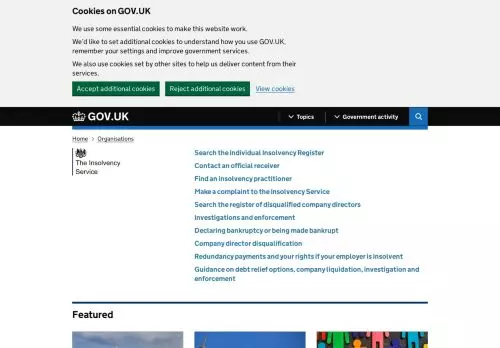 Cookies on GOV.UK
We use some essential cookies to make this website work.
We'd like to set additional cookies to understand how you use GOV.UK,
remember your settings and improve government services.
We also use cookies set by other sites to help us deliver content from their
services.
Accept additional cookies
Reject additional cookies
View cookies
GOV.UK
Topics
Government activity
Home > Organisations
The Insolvency
Service
Search the Individual Insolvency Register
Contact an official receiver
Find an insolvency practitioner
Make a complaint to the Insolvency Service
Search the register of disqualified company directors
Investigations and enforcement
Declaring bankruptcy or being made bankrupt
Company director disqualification
Redundancy payments and your rights if your employer is insolvent
Guidance on debt relief options, company liquidation, investigation and
enforcement
Featured